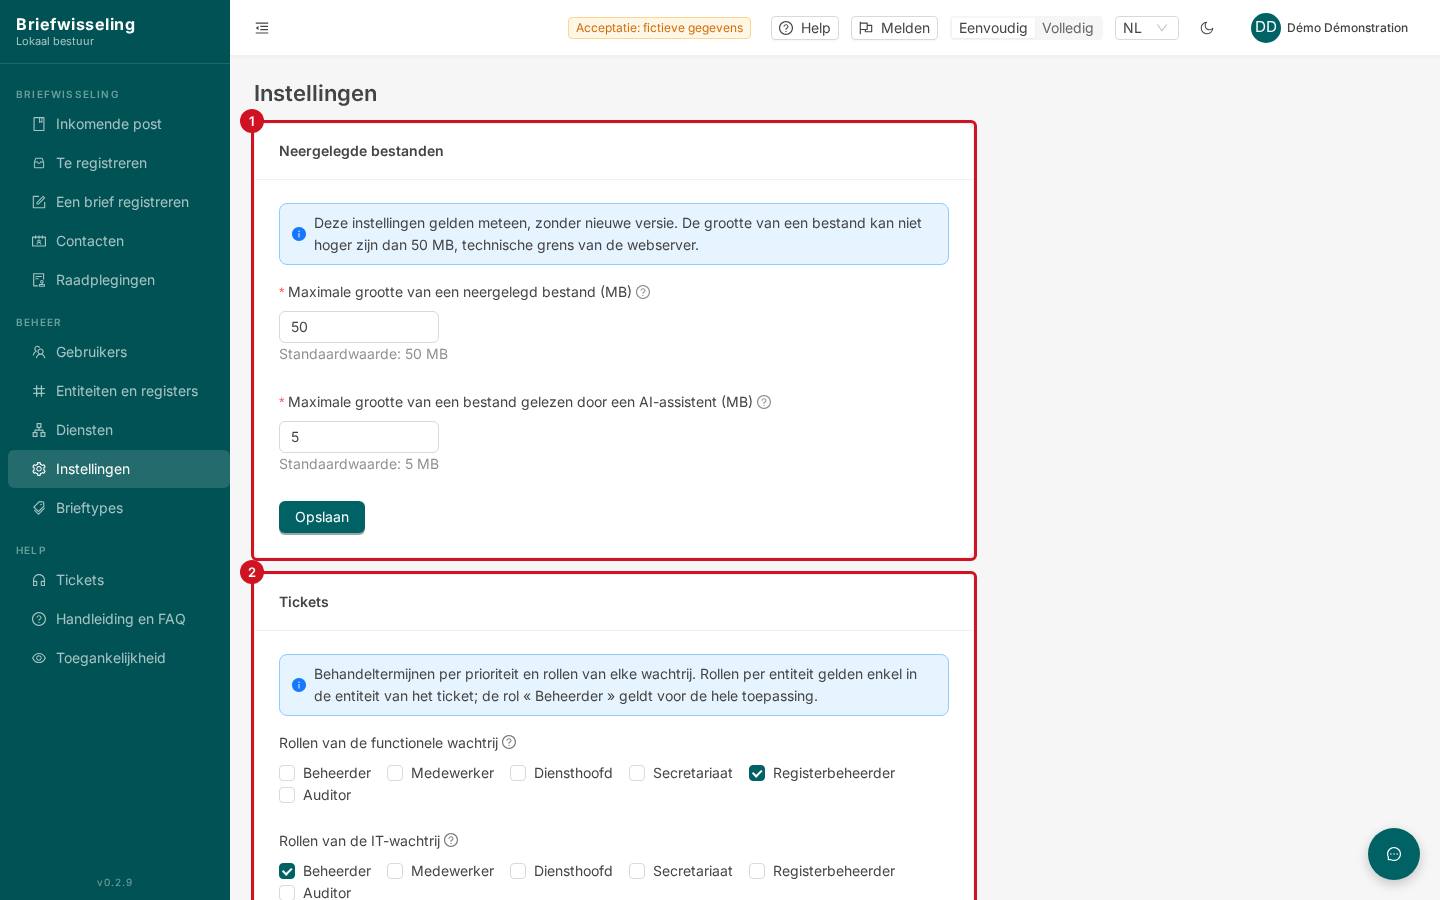 Briefwisseling
Lokaal bestuur
BRIEFWISSELING
Inkomende post
Te registreren
Een brief registreren
Contacten
Raadplegingen
BEHEER
Gebruikers
Entiteiten en registers
Diensten
Instellingen
Brieftypes
HELP
Tickets
Handleiding en FAQ
Toegankelijkheid
v0.2.9
Acceptatie: fictieve gegevens
Help
Melden
Eenvoudig
Volledig
NL
DD
Démo Démonstration
Instellingen
1
Neergelegde bestanden
Deze instellingen gelden meteen, zonder nieuwe versie. De grootte van een bestand kan niet
hoger zijn dan 50 MB, technische grens van de webserver.
* Maximale grootte van een neergelegd bestand (MB)
50
Standaardwaarde: 50 MB
* Maximale grootte van een bestand gelezen door een AI-assistent (MB)
5
Standaardwaarde: 5 MB
Opslaan
2
Tickets
Behandeltermijnen per prioriteit en rollen van elke wachtrij. Rollen per entiteit gelden enkel in
de entiteit van het ticket; de rol « Beheerder » geldt voor de hele toepassing.
Rollen van de functionele wachtrij
Beheerder Medewerker Diensthoofd Secretariaat Registerbeheerder
Auditor
Rollen van de IT-wachtrij
Beheerder Medewerker Diensthoofd Secretariaat Registerbeheerder
Auditor